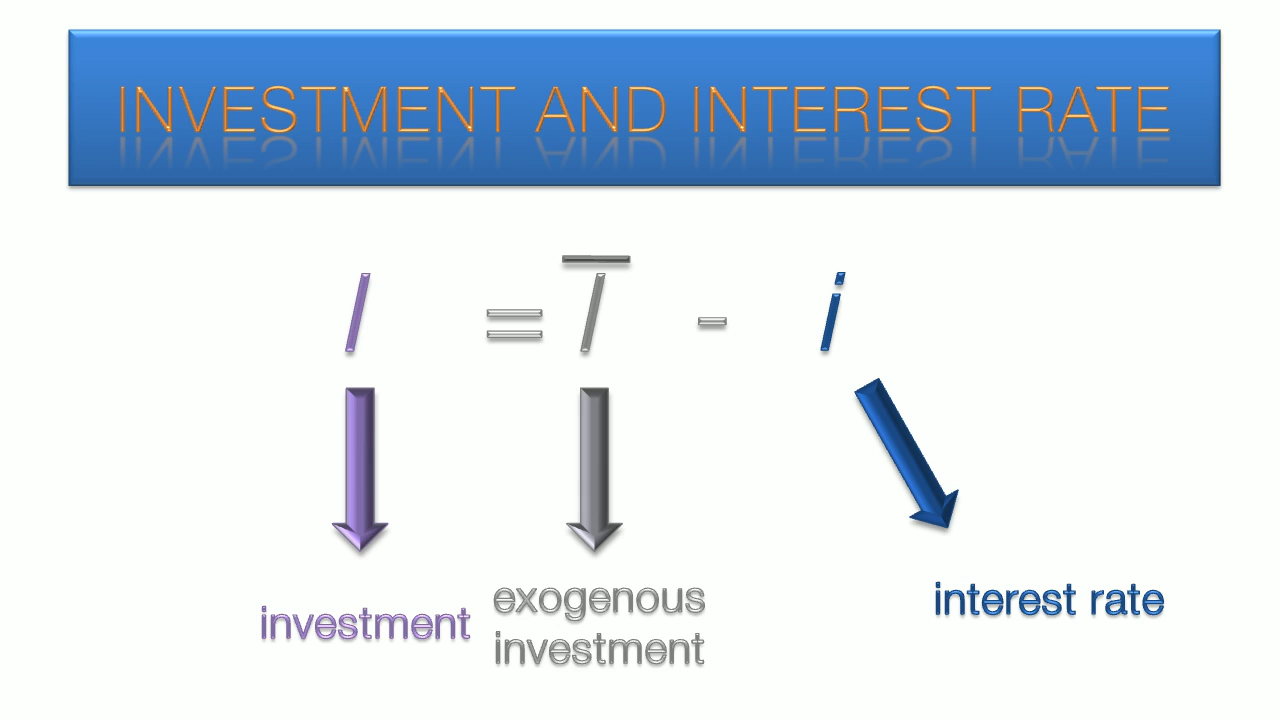 INVESTMENT AND INTEREST RATE
I = Ī - i
investment
exogenous
investment
interest rate